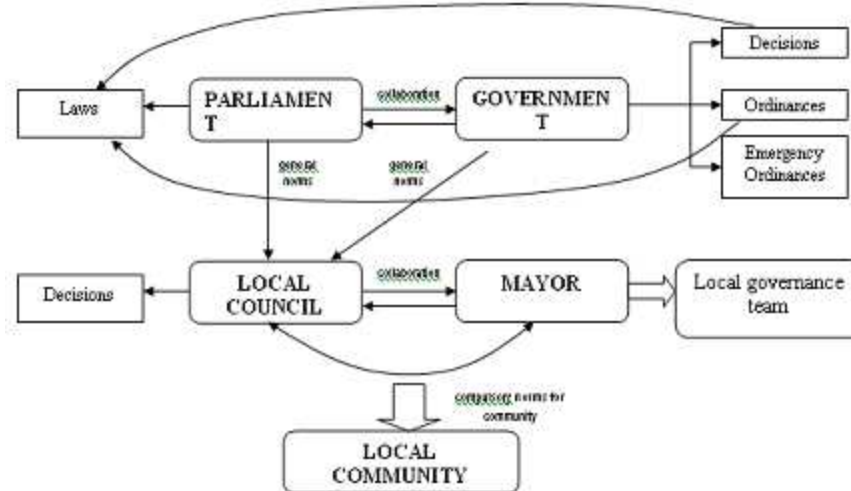 Decisions
Laws
PARLIAMEN
T
collaboration
GOVERNMEN
T
Ordinances
general
norms
general
norms
Emergency
Ordinances
Decisions
LOCAL
COUNCIL
collaboration
MAYOR
Local governance
team
compulsory norms for
community
LOCAL
COMMUNITY